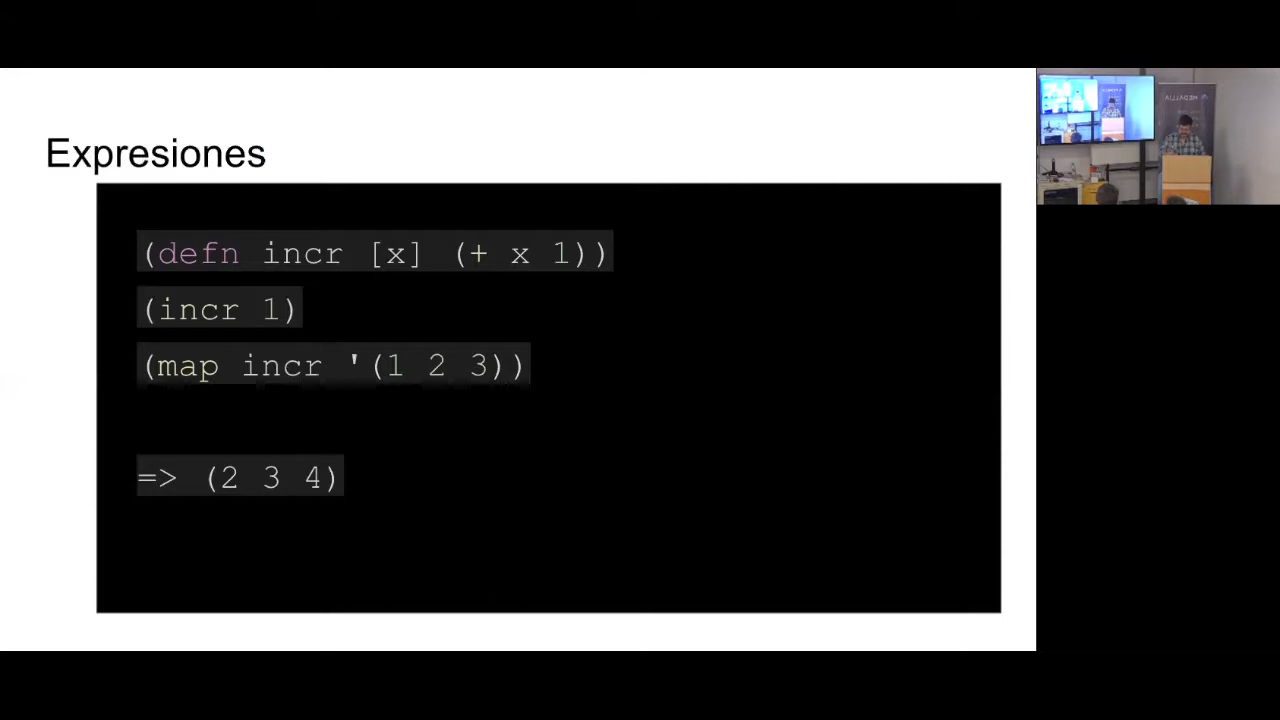 Expresiones
(defn incr [x] (+ x 1))
(incr 1)
(map incr '(1 2 3))
=> (2 3 4)